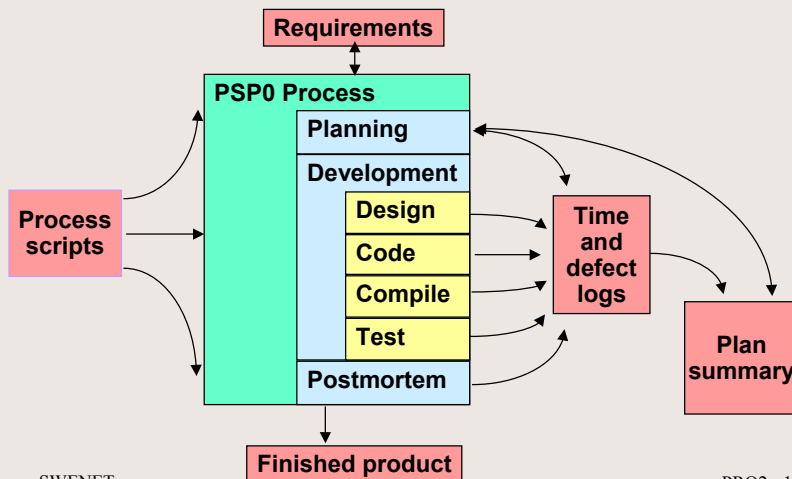 Requirements
PSP0 Process
Planning
Development
Design
Code
Compile
Test
Postmortem
Process
scripts
Time
and
defect
logs
Plan
summary
Finished product